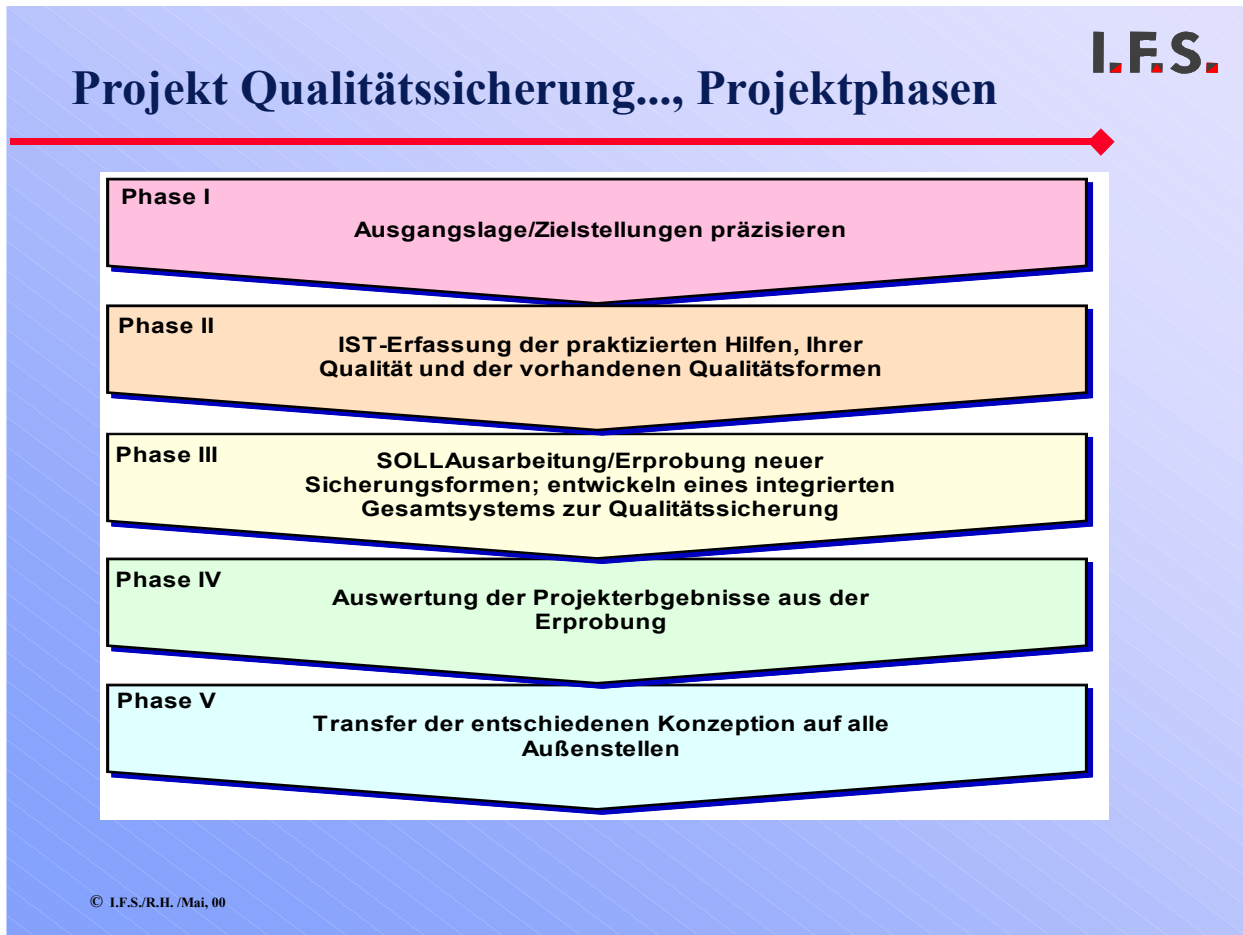 I.F.S.
Projekt Qualitätssicherung..., Projektphasen
Phase I
Ausgangslage/Zielstellungen präzisieren
Phase II
IST-Erfassung der praktizierten Hilfen, Ihrer
Qualität und der vorhandenen Qualitätsformen
Phase III
SOLLAusarbeitung/Erprobung neuer
Sicherungsformen; entwickeln eines integrierten
Gesamtsystems zur Qualitätssicherung
Phase IV
Auswertung der Projekterbgebnisse aus der
Erprobung
Phase V
Transfer der entschiedenen Konzeption auf alle
Außenstellen
© I.F.S./R.H. /Mai, 00